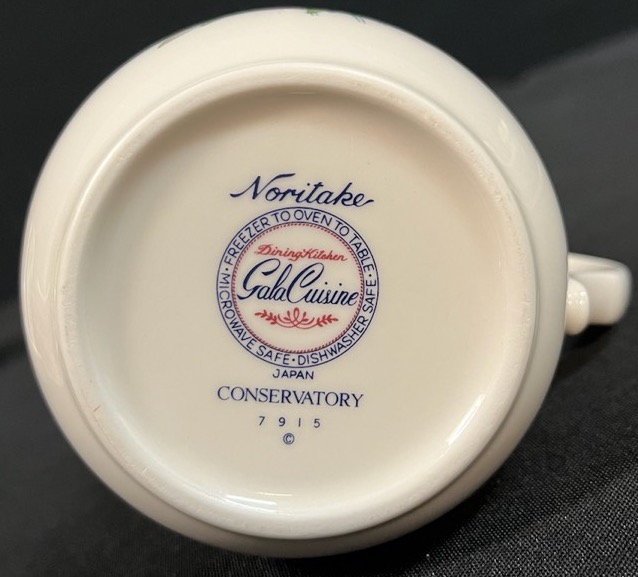 Noritake
FREEZER TO OVEN TO TABLE · DISHWASHER SAFE · MICROWAVE SAFE ·
Dining Kitchen
Gala Cuisine
JAPAN
CONSERVATORY
7915
©